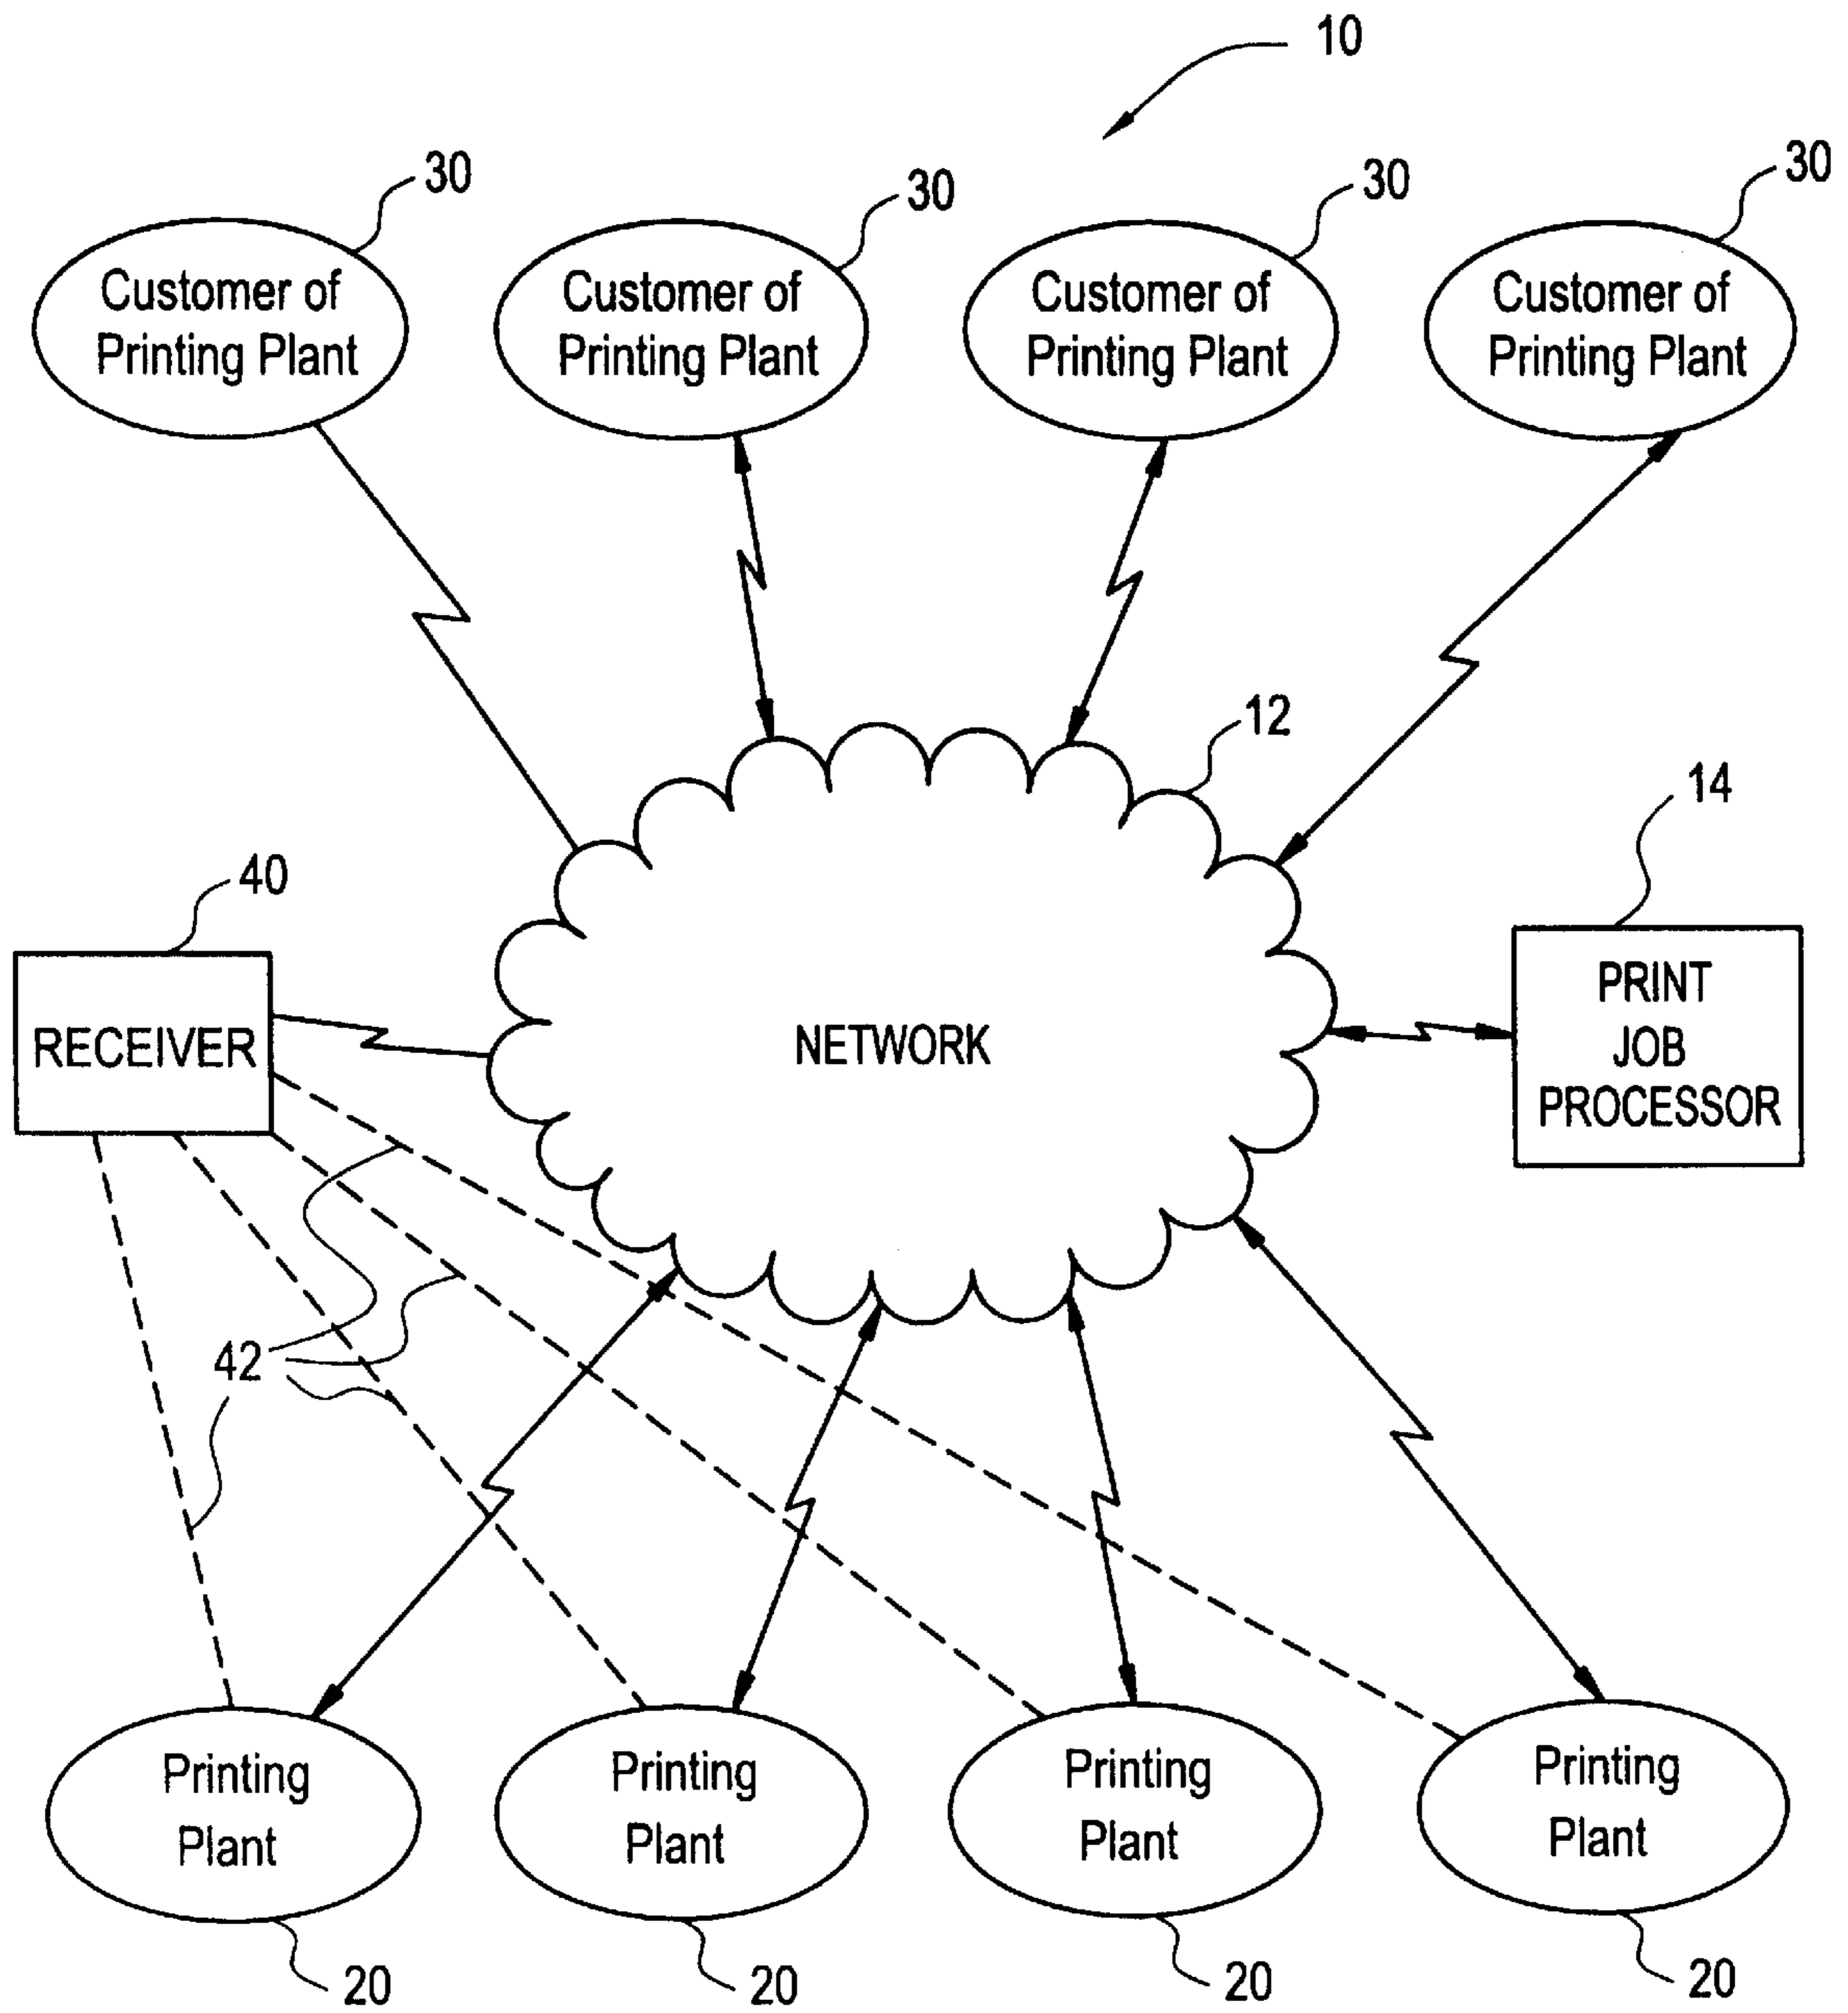 10
30
30
30
30
Customer of
Printing Plant
Customer of
Printing Plant
Customer of
Printing Plant
Customer of
Printing Plant
12
14
40
RECEIVER
NETWORK
PRINT
JOB
PROCESSOR
42
Printing
Plant
Printing
Plant
Printing
Plant
Printing
Plant
20
20
20
20